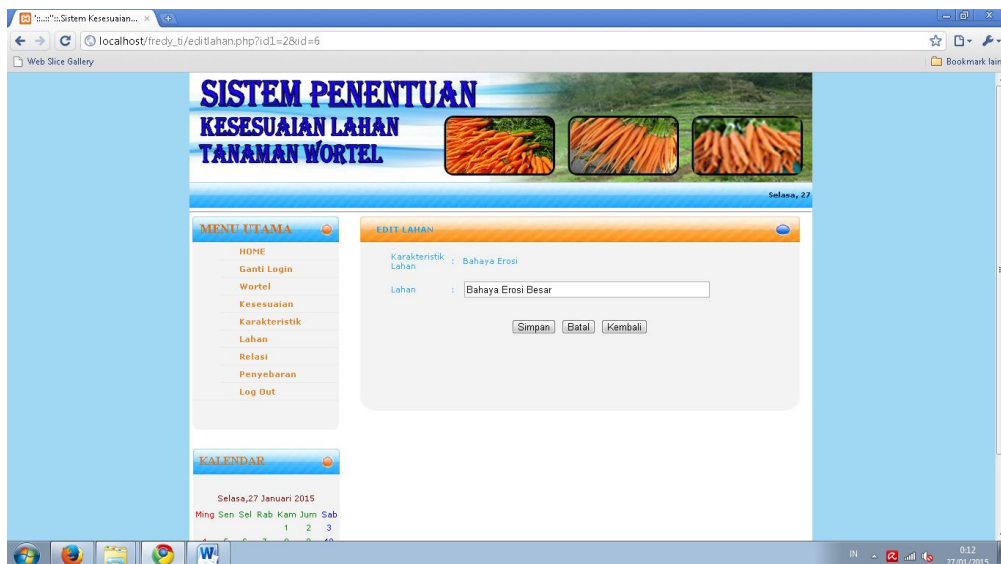 '::..::''::.Sistem Kesesuaian...
localhost/fredy_ti/editlahan.php?id1=2&id=6
Web Slice Gallery
Bookmark lain
SISTEM PENENTUAN
KESESUAIAN LAHAN
TANAMAN WORTEL
Selasa, 27
MENU UTAMA
HOME
Ganti Login
Wortel
Kesesuaian
Karakteristik
Lahan
Relasi
Penyebaran
Log Out
EDIT LAHAN
Karakteristik Lahan : Bahaya Erosi
Lahan : Bahaya Erosi Besar
Simpan Batal Kembali
KALENDAR
Selasa,27 Januari 2015
Ming Sen Sel Rab Kam Jum Sab
1 2 3
IN
0:12
27/01/2015